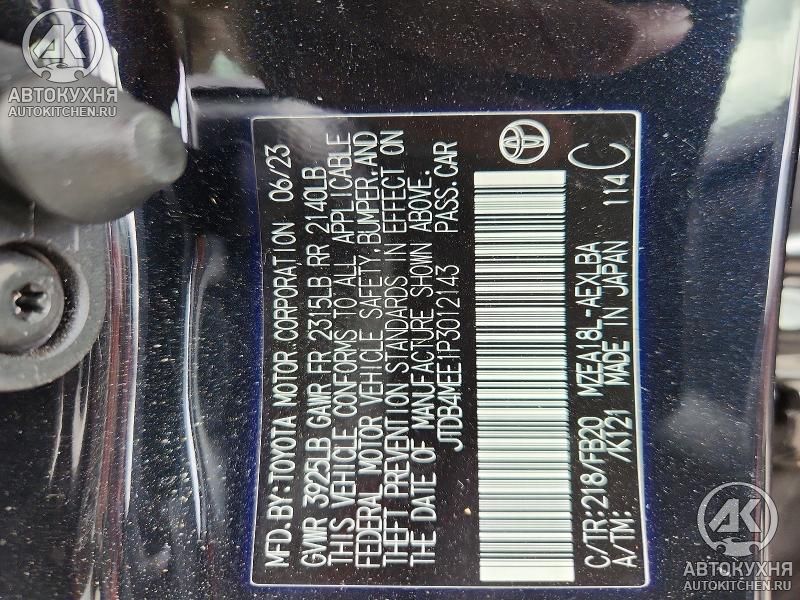 AK
АВТОКУХНЯ
AUTOKITCHEN.RU
MFD. BY: TOYOTA MOTOR CORPORATION 06/23
GVWR 3925LB GAWR FR 2315LB RR 2140LB
THIS VEHICLE CONFORMS TO ALL APPLICABLE
FEDERAL MOTOR VEHICLE SAFETY, BUMPER, AND
THEFT PREVENTION STANDARDS IN EFFECT ON
THE DATE OF MANUFACTURE SHOWN ABOVE.
JTDB4MEE1P3012143 PASS. CAR
C/TR: 218/FB20 MZEA18L-AEXLBA
A/TM: /K121 MADE IN JAPAN 114 C
AK
АВТОКУХНЯ
AUTOKITCHEN.RU